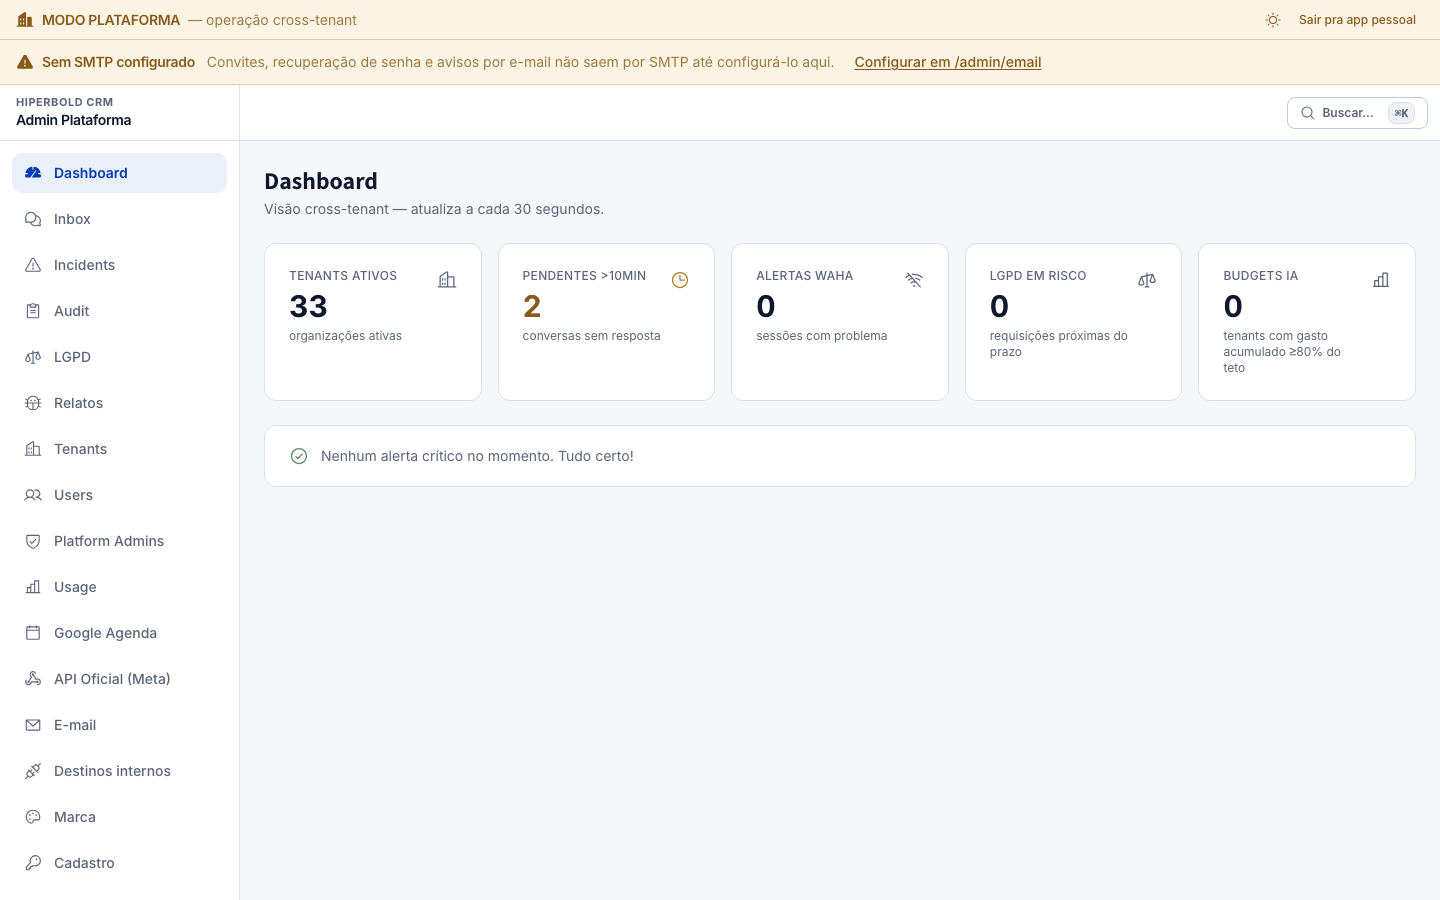 MODO PLATAFORMA — operação cross-tenant
Sair pra app pessoal
Sem SMTP configurado Convites, recuperação de senha e avisos por e-mail não saem por SMTP até configurá-lo aqui. Configurar em /admin/email
HIPERBOLD CRM
Admin Plataforma
Buscar... ⌘K
Dashboard
Inbox
Incidents
Audit
LGPD
Relatos
Tenants
Users
Platform Admins
Usage
Google Agenda
API Oficial (Meta)
E-mail
Destinos internos
Marca
Cadastro
Dashboard
Visão cross-tenant — atualiza a cada 30 segundos.
TENANTS ATIVOS
33
organizações ativas
PENDENTES >10MIN
2
conversas sem resposta
ALERTAS WAHA
0
sessões com problema
LGPD EM RISCO
0
requisições próximas do
prazo
BUDGETS IA
0
tenants com gasto
acumulado ≥80% do
teto
Nenhum alerta crítico no momento. Tudo certo!